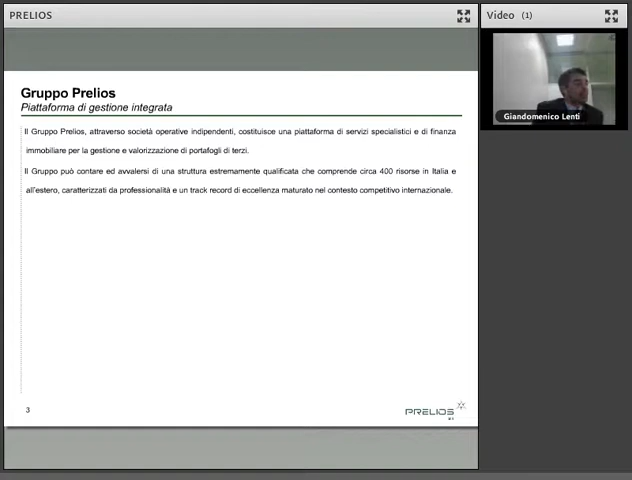 PRELIOS
Video (1)
Giandomenico Lenti
Gruppo Prelios
Piattaforma di gestione integrata
Il Gruppo Prelios, attraverso società operative indipendenti, costituisce una piattaforma di servizi specialistici e di finanza
immobiliare per la gestione e valorizzazione di portafogli di terzi.
Il Gruppo può contare ed avvalersi di una struttura estremamente qualificata che comprende circa 400 risorse in Italia e
all'estero, caratterizzati da professionalità e un track record di eccellenza maturato nel contesto competitivo internazionale.
3
PRELIOS